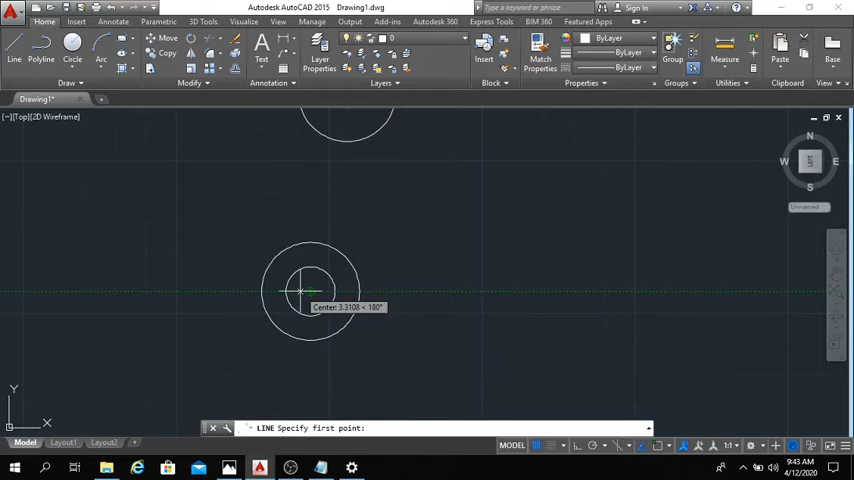 Autodesk AutoCAD 2015 Drawing1.dwg
Type a keyword or phrase
Sign In
Home Insert Annotate Parametric 3D Tools View Manage Output Add-ins Autodesk 360 Express Tools BIM 360 Featured Apps
Line Polyline Circle Arc
Move
Copy
Text
Layer
Properties
0
Insert
Match
Properties
ByLayer
ByLayer
ByLayer
Group
Measure
Paste
Base
Draw Modify Annotation Layers Block Properties Groups Utilities Clipboard View
Drawing1*
[−][Top][2D Wireframe]
N
W LEFT E
S
Unnamed
Center: 3.3108 < 180°
Y
X
LINE Specify first point:
Model Layout1 Layout2 +
MODEL 1:1
9:43 AM
4/12/2020